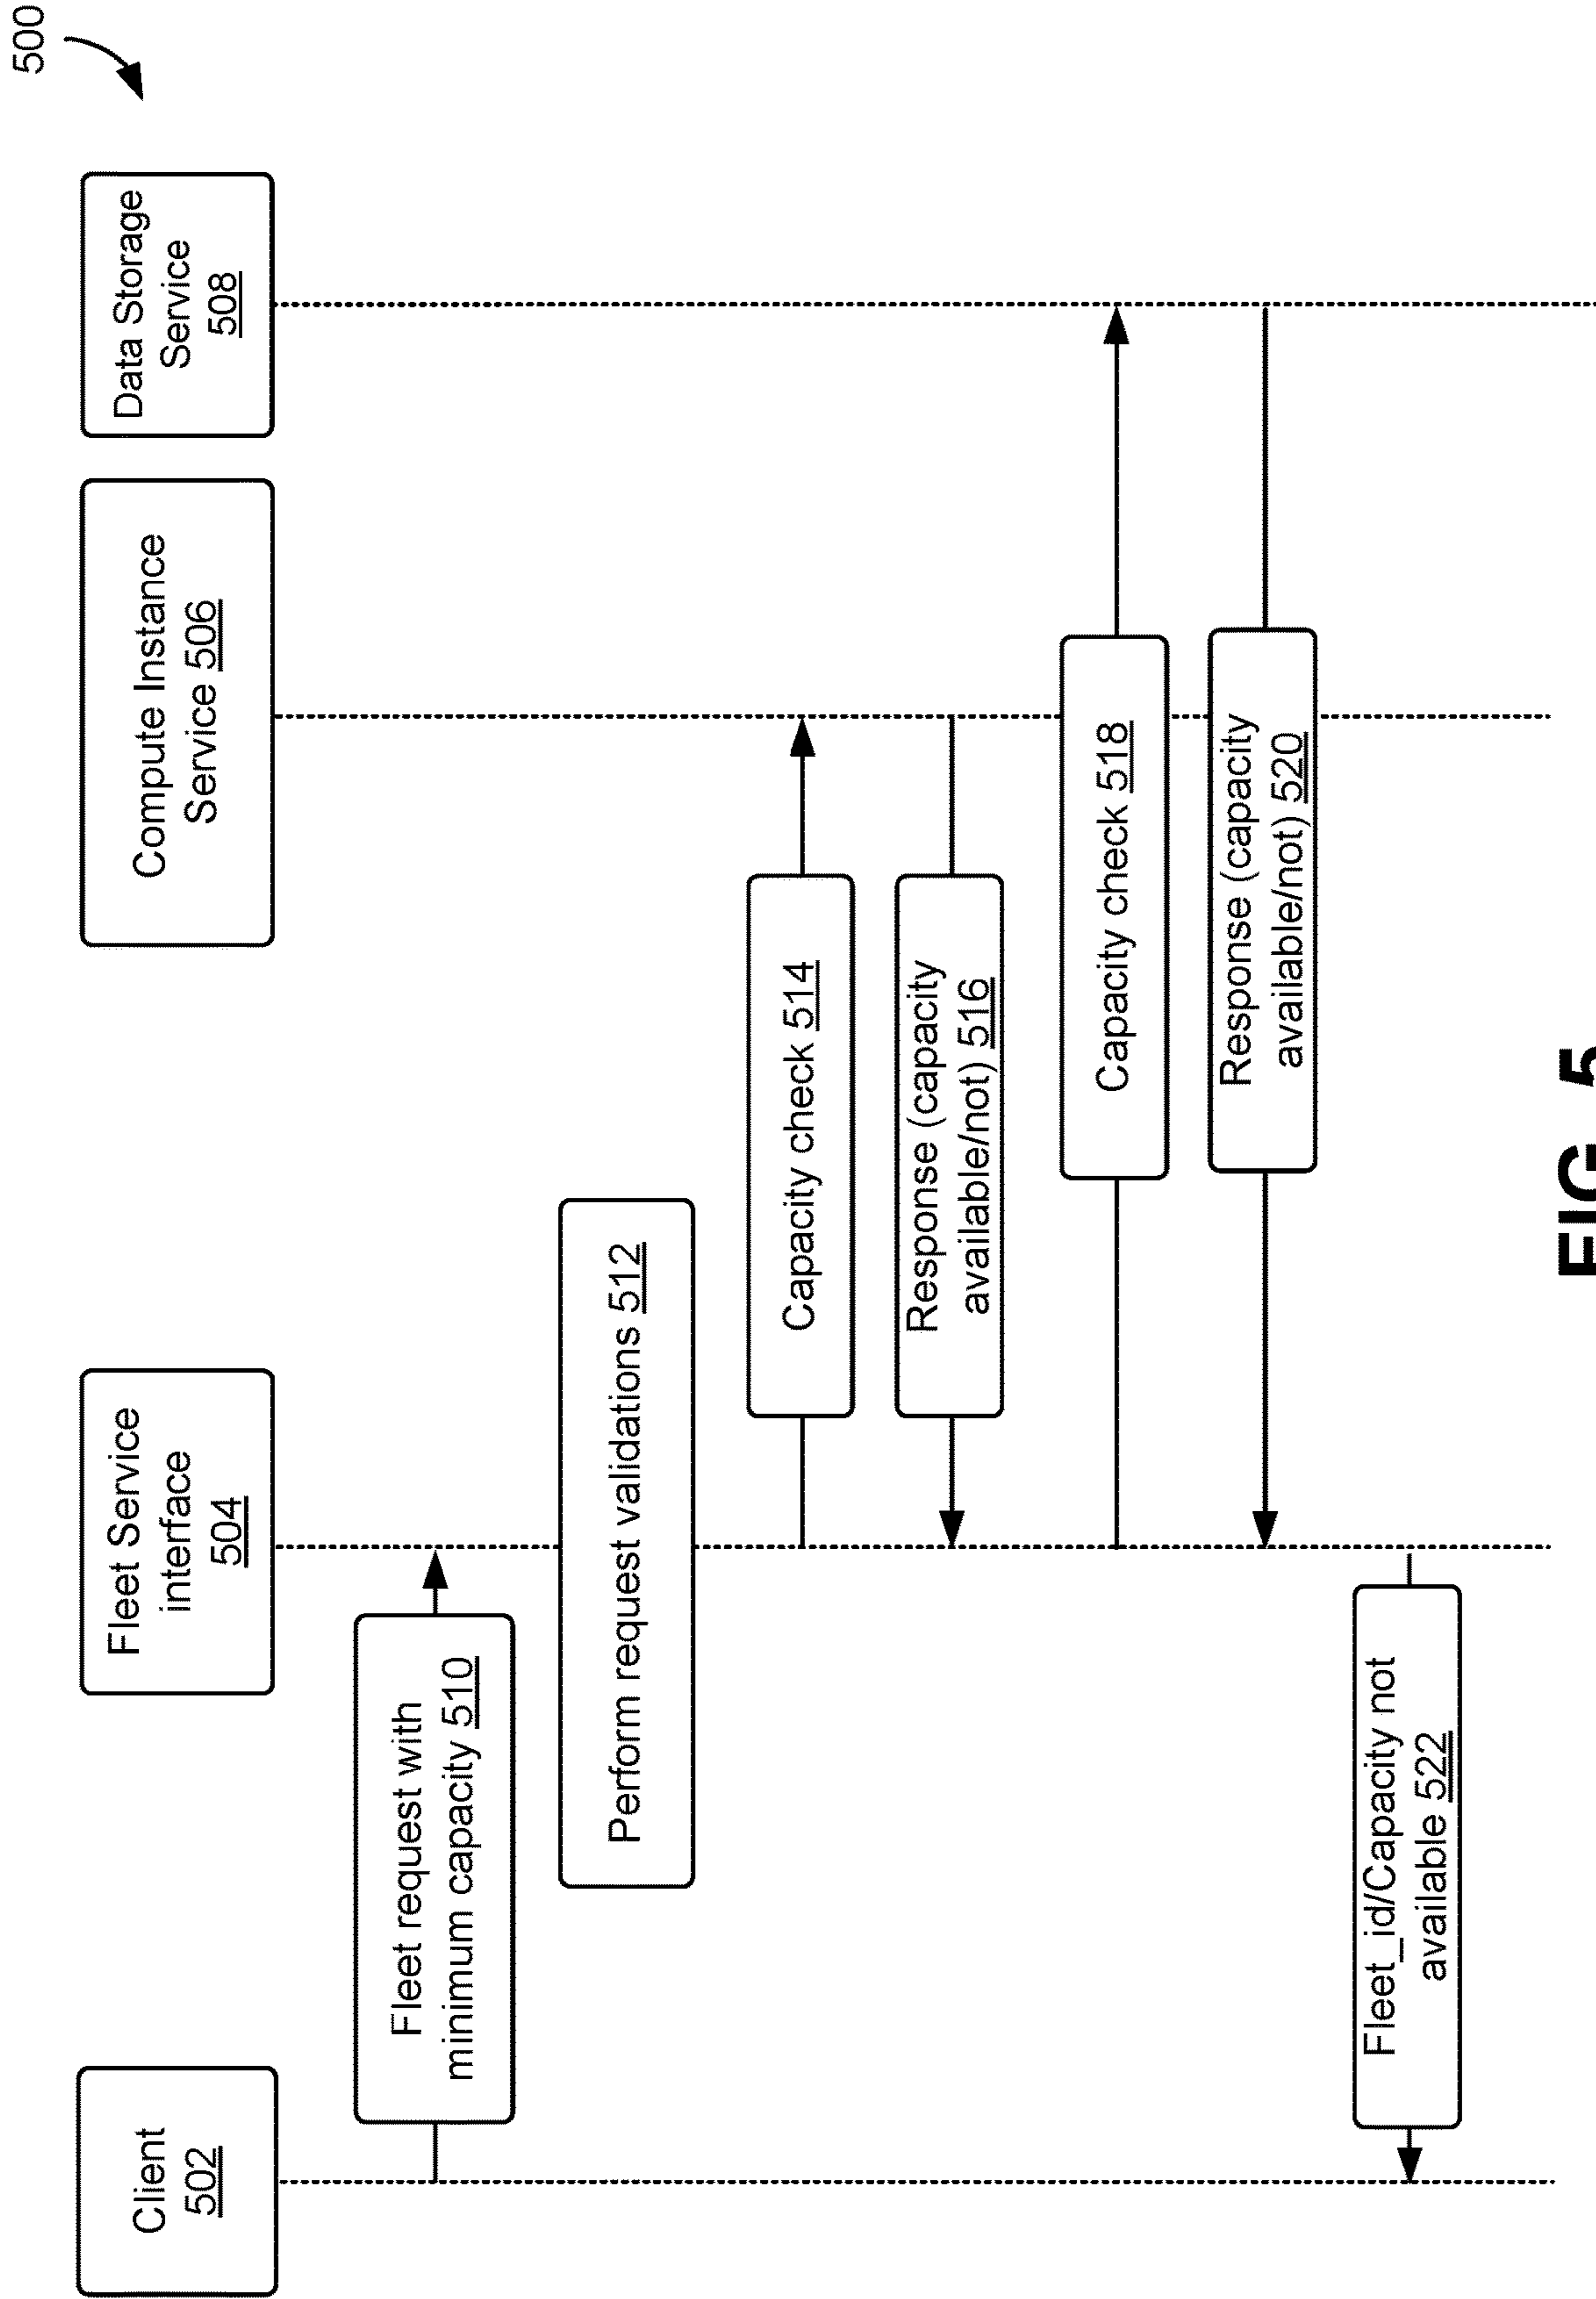 500
Client
502
Fleet Service
interface
504
Compute Instance
Service 506
Data Storage
Service
508
Fleet request with
minimum capacity 510
Perform request validations 512
Capacity check 514
Response (capacity
available/not) 516
Capacity check 518
Response (capacity
available/not) 520
Fleet_id/Capacity not
available 522
FIG. 5